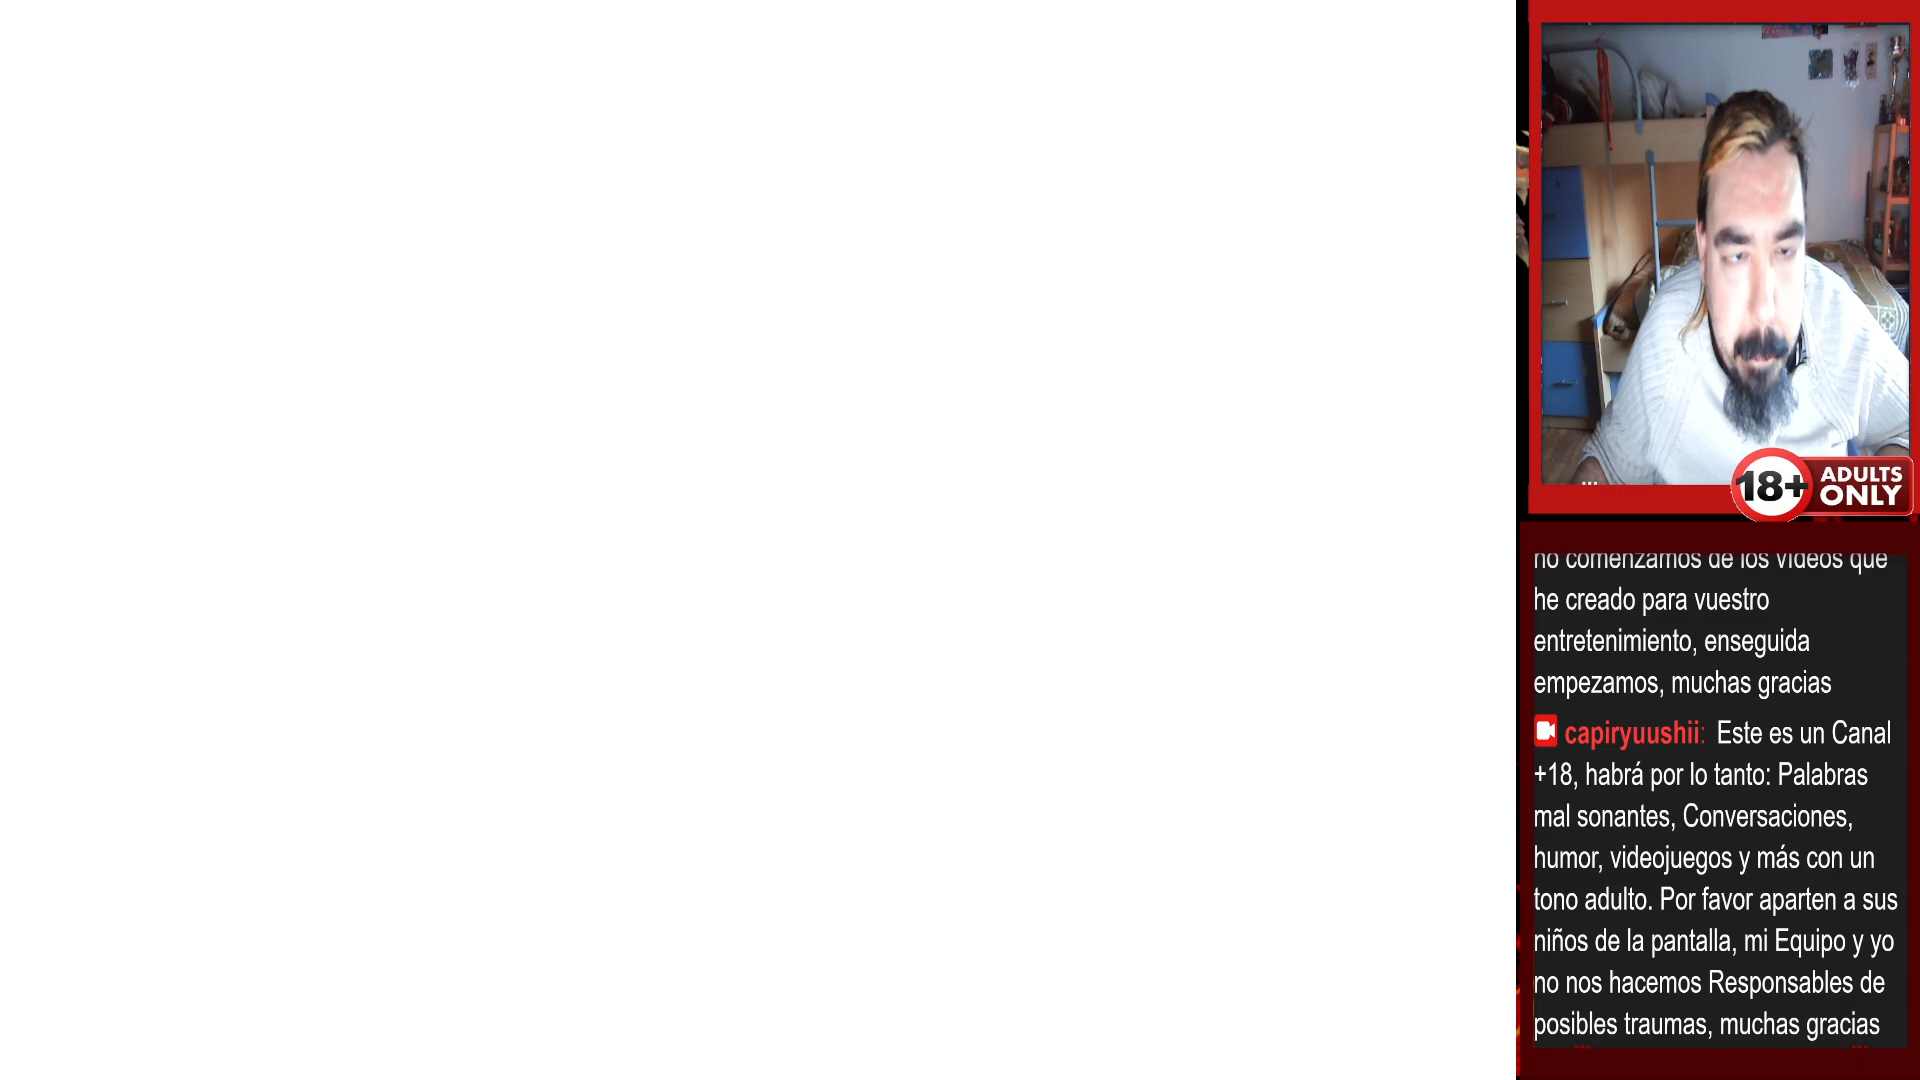 18+ ADULTS
ONLY
no comenzamos de los vídeos que
he creado para vuestro
entretenimiento, enseguida
empezamos, muchas gracias
capiryuushii: Este es un Canal
+18, habrá por lo tanto: Palabras
mal sonantes, Conversaciones,
humor, videojuegos y más con un
tono adulto. Por favor aparten a sus
niños de la pantalla, mi Equipo y yo
no nos hacemos Responsables de
posibles traumas, muchas gracias